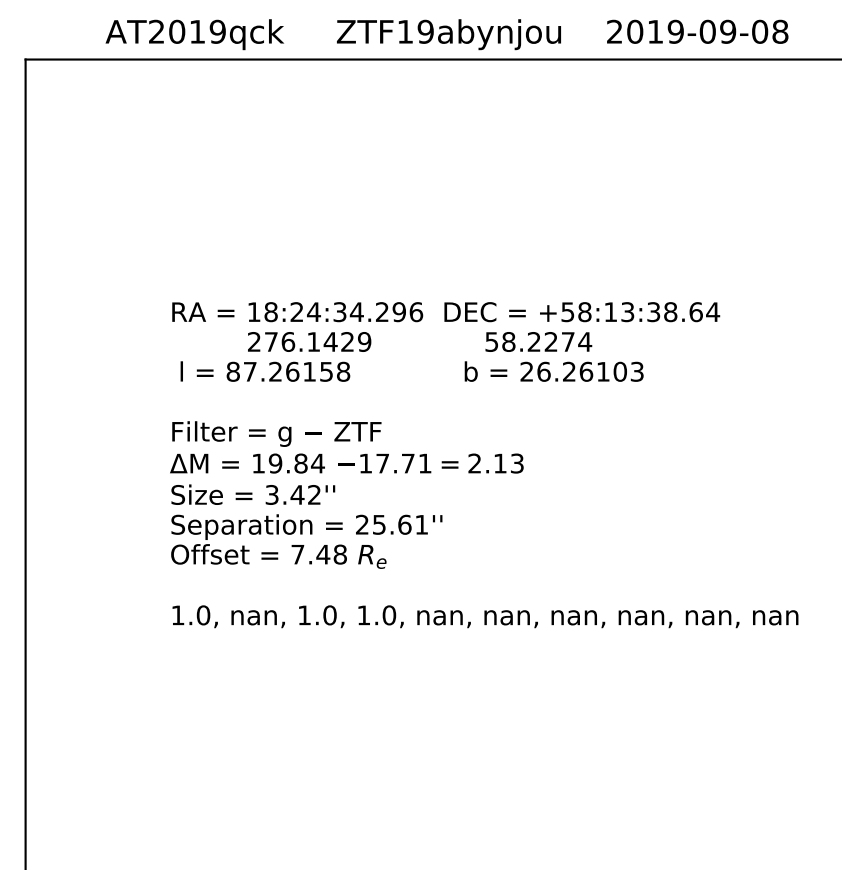 AT2019qck ZTF19abynjou 2019-09-08
RA = 18:24:34.296 DEC = +58:13:38.64
276.1429 58.2274
l = 87.26158 b = 26.26103
Filter = g − ZTF
ΔM = 19.84 −17.71 = 2.13
Size = 3.42''
Separation = 25.61''
Offset = 7.48 Re
1.0, nan, 1.0, 1.0, nan, nan, nan, nan, nan, nan